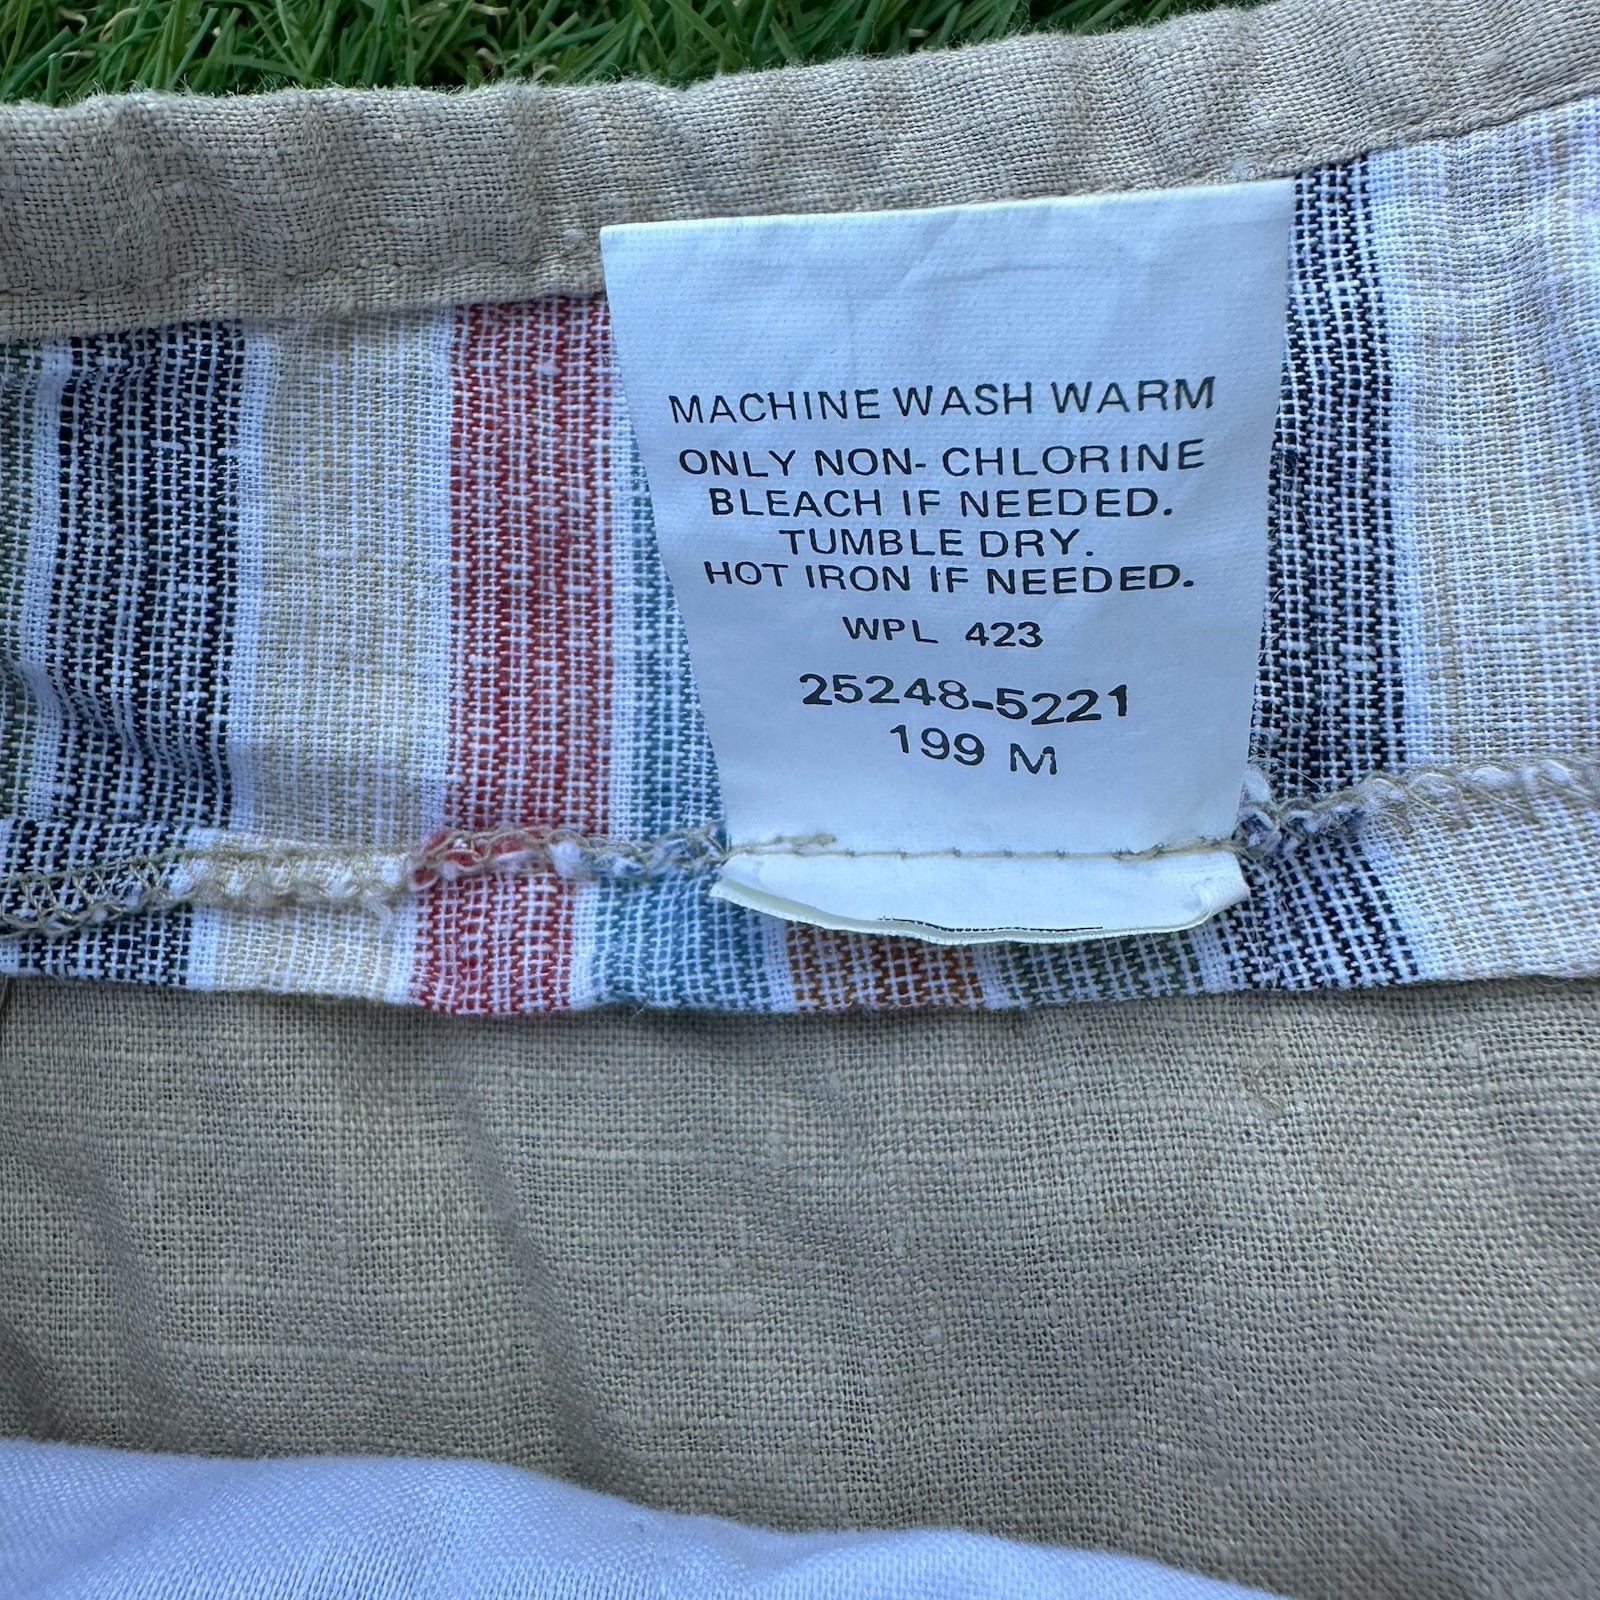 MACHINE WASH WARM
ONLY NON- CHLORINE
BLEACH IF NEEDED.
TUMBLE DRY.
HOT IRON IF NEEDED.
WPL 423
25248-5221
199 M